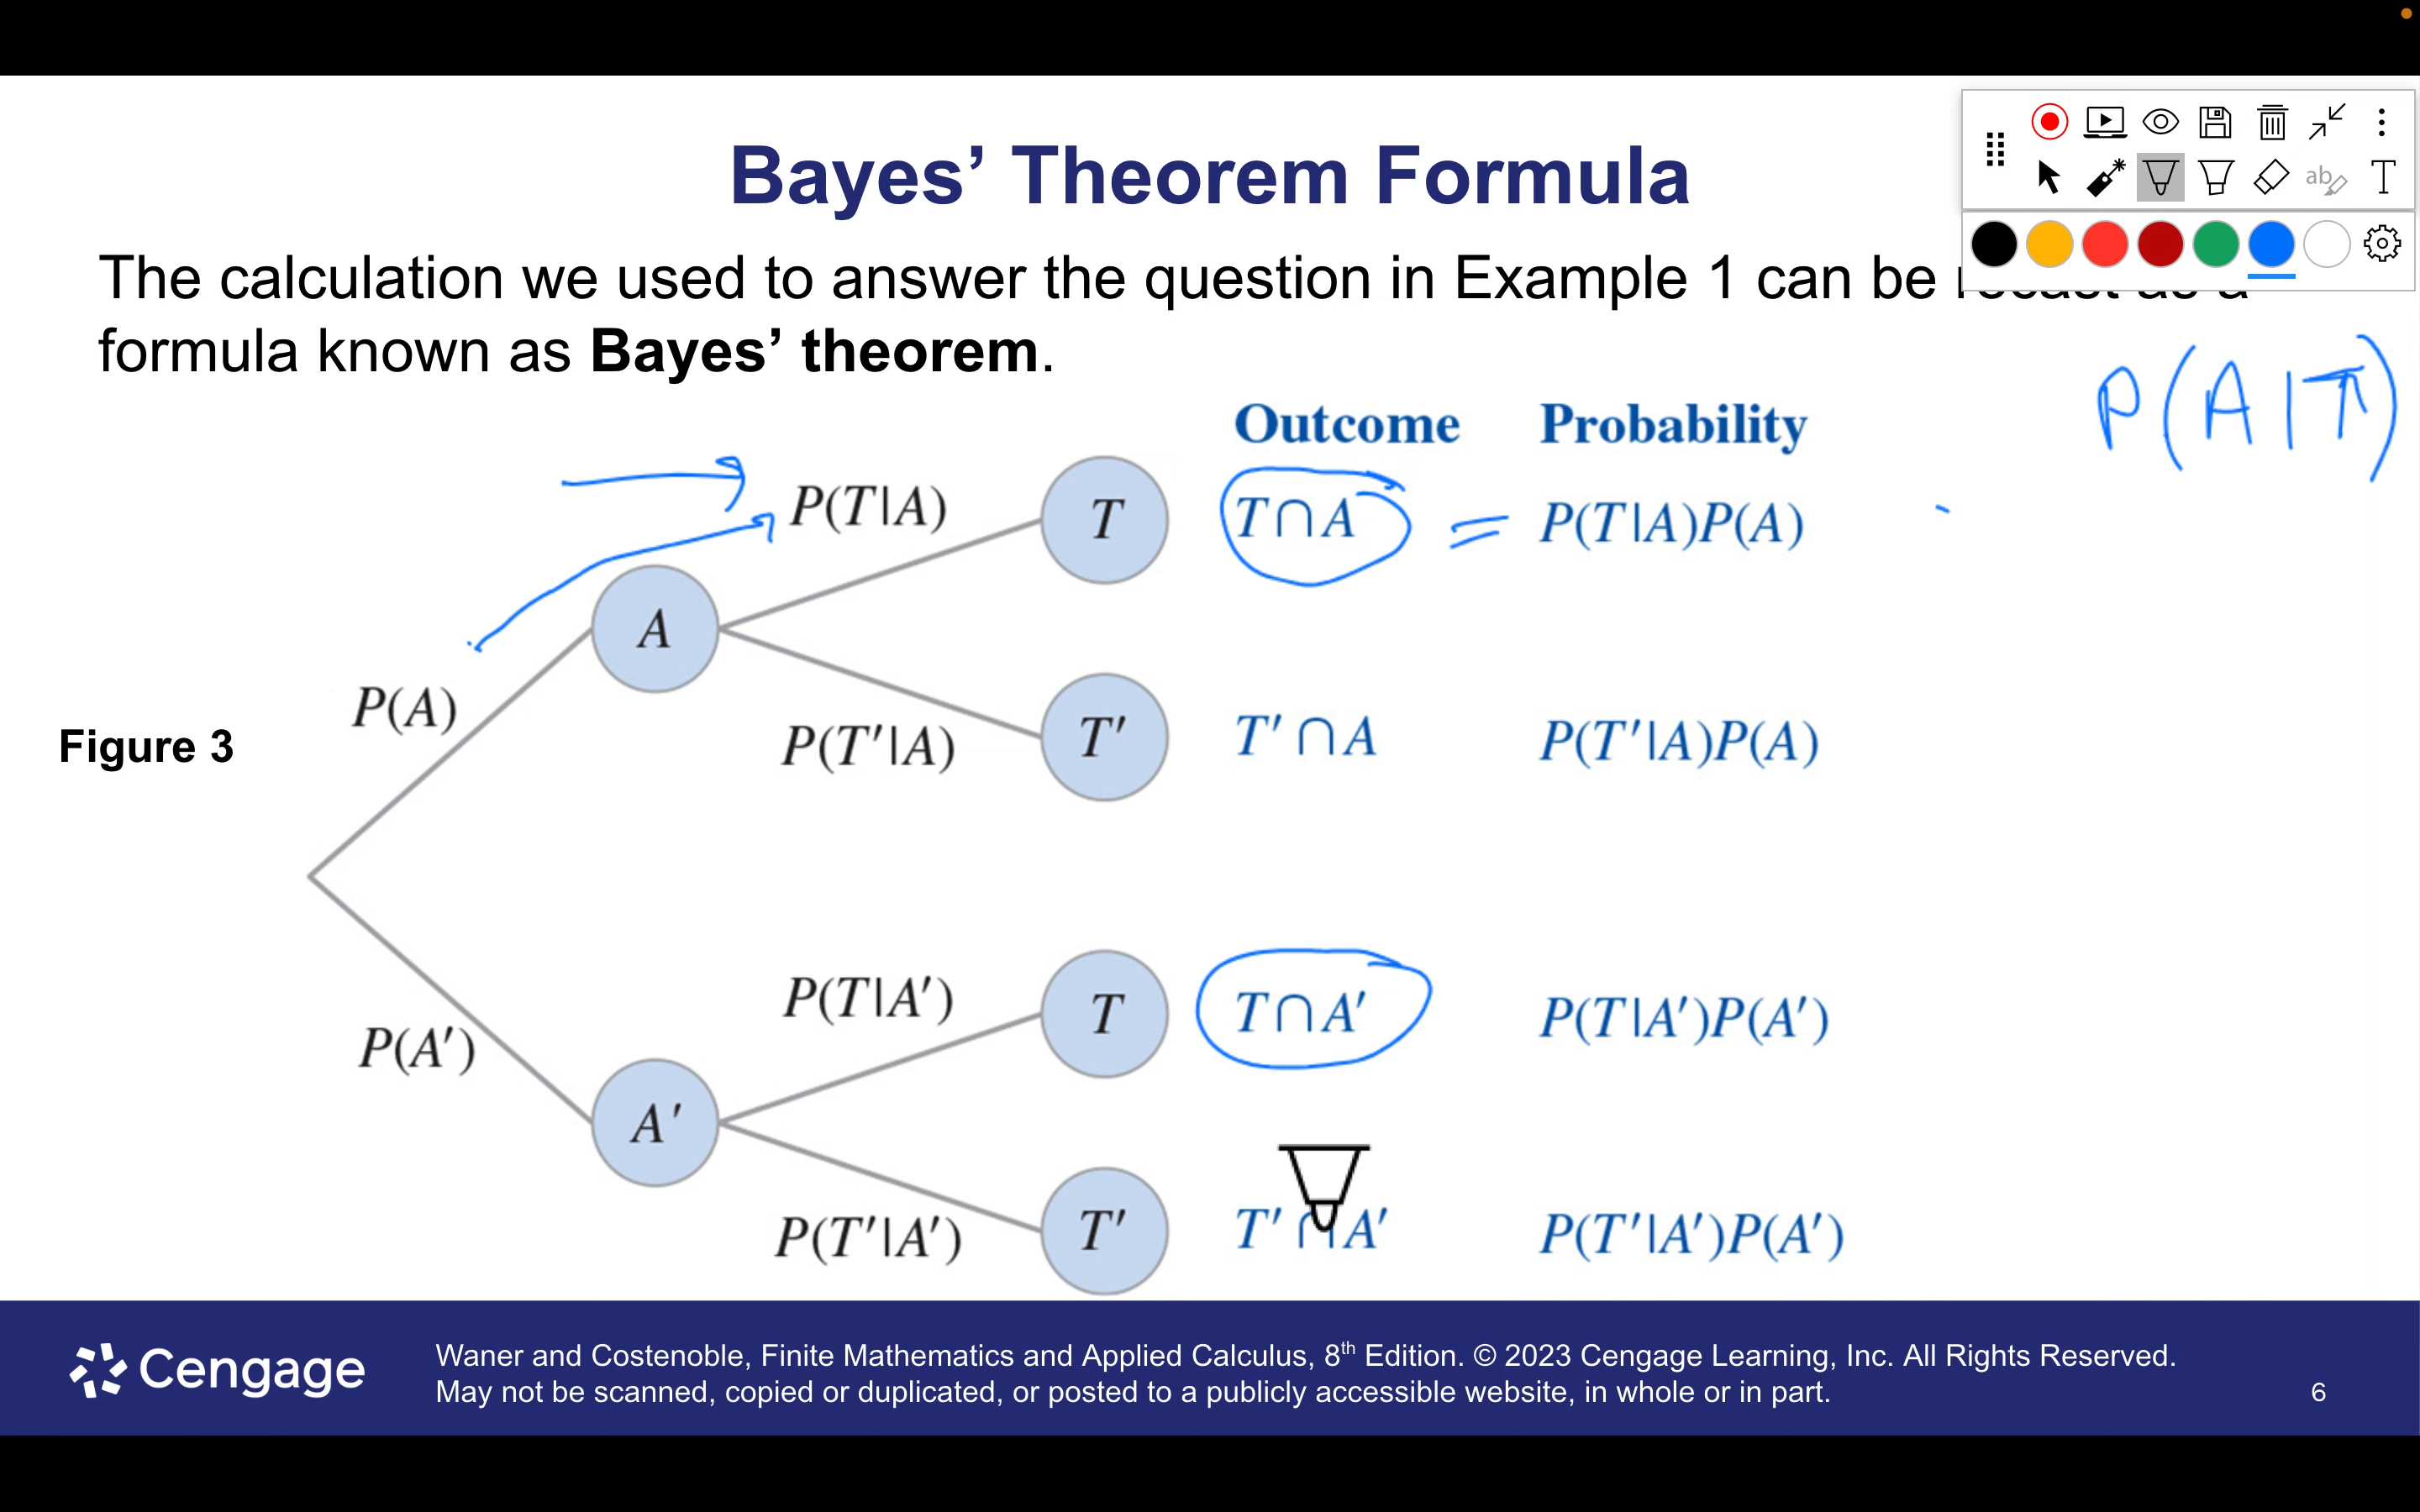 Bayes’ Theorem Formula
The calculation we used to answer the question in Example 1 can be recast as a
formula known as Bayes’ theorem.
P(A|T)
Outcome Probability
P(T|A) T T∩A = P(T|A)P(A)
A
P(A)
P(T′|A) T′ T′∩A P(T′|A)P(A)
Figure 3
P(T|A′) T T∩A′ P(T|A′)P(A′)
P(A′)
A′
P(T′|A′) T′ T′∩A′ P(T′|A′)P(A′)
ab
T
Cengage
Waner and Costenoble, Finite Mathematics and Applied Calculus, 8th Edition. © 2023 Cengage Learning, Inc. All Rights Reserved.
May not be scanned, copied or duplicated, or posted to a publicly accessible website, in whole or in part.
6